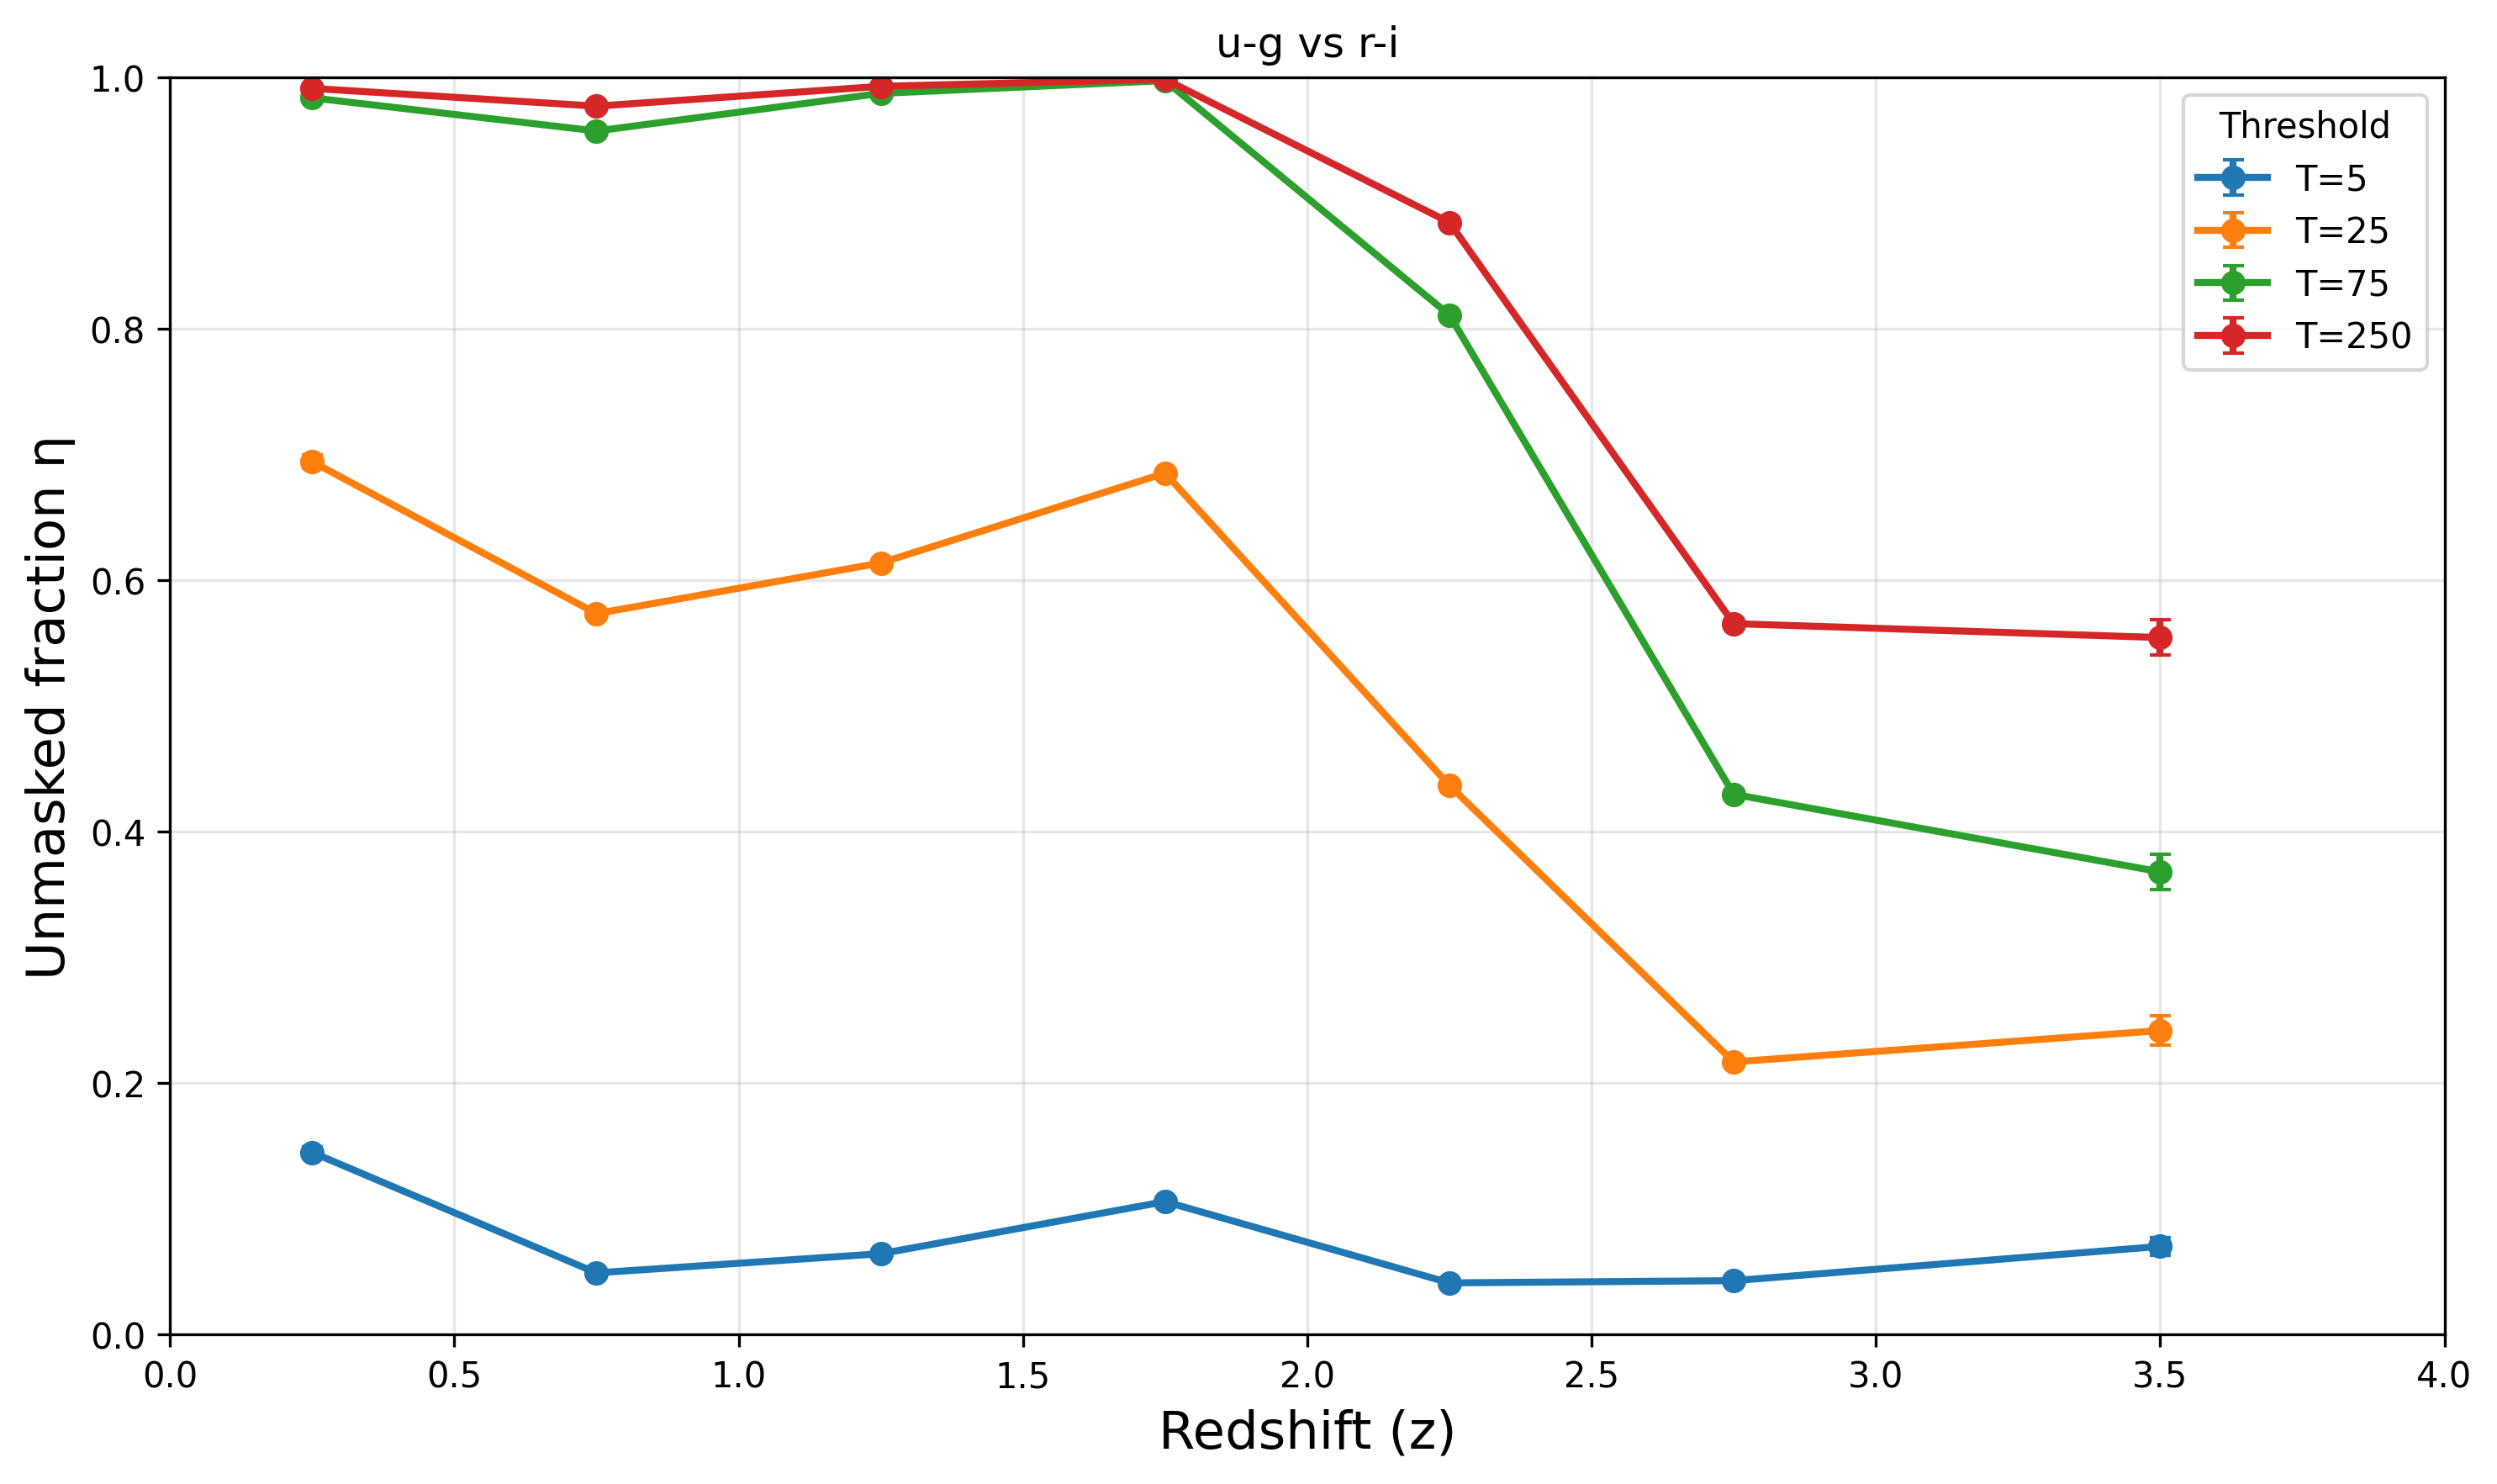 u-g vs r-i
Unmasked fraction η
1.0
0.8
0.6
0.4
0.2
0.0
Threshold
T=5
T=25
T=75
T=250
0.0 0.5 1.0 1.5 2.0 2.5 3.0 3.5 4.0
Redshift (z)